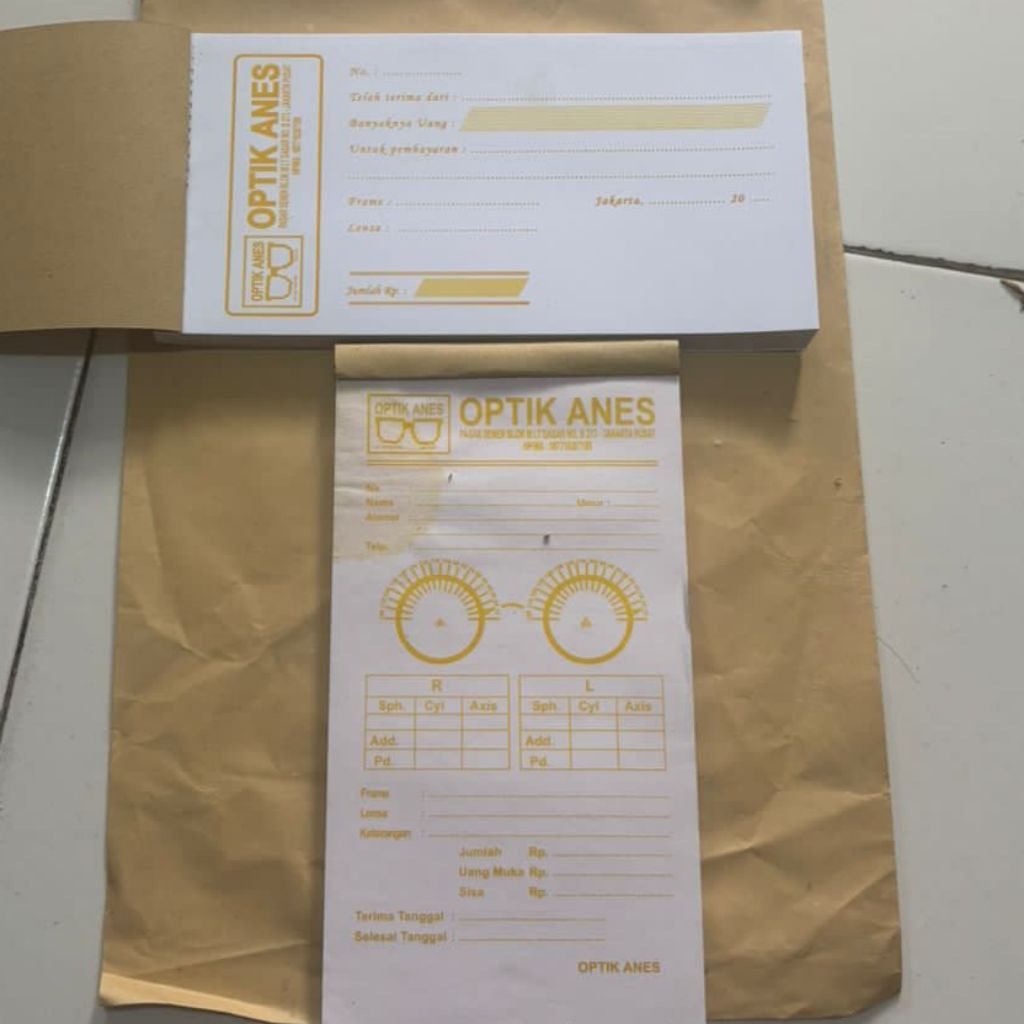 OPTIK ANES
OPTIK ANES
No. :
Telah terima dari :
Banyaknya Uang :
Untuk pembayaran :
Frame :
Jakarta, 20
Lensa :
Jumlah Rp. :
OPTIK ANES
OPTIK ANES
No
Nama Umur :
Alamat
Telp.
R L
Sph. Cyl Axis Sph. Cyl Axis
Add. Add.
Pd. Pd.
Frame :
Lensa :
Keterangan :
Jumlah Rp.
Uang Muka Rp.
Sisa Rp.
Terima Tanggal :
Selesai Tanggal :
OPTIK ANES